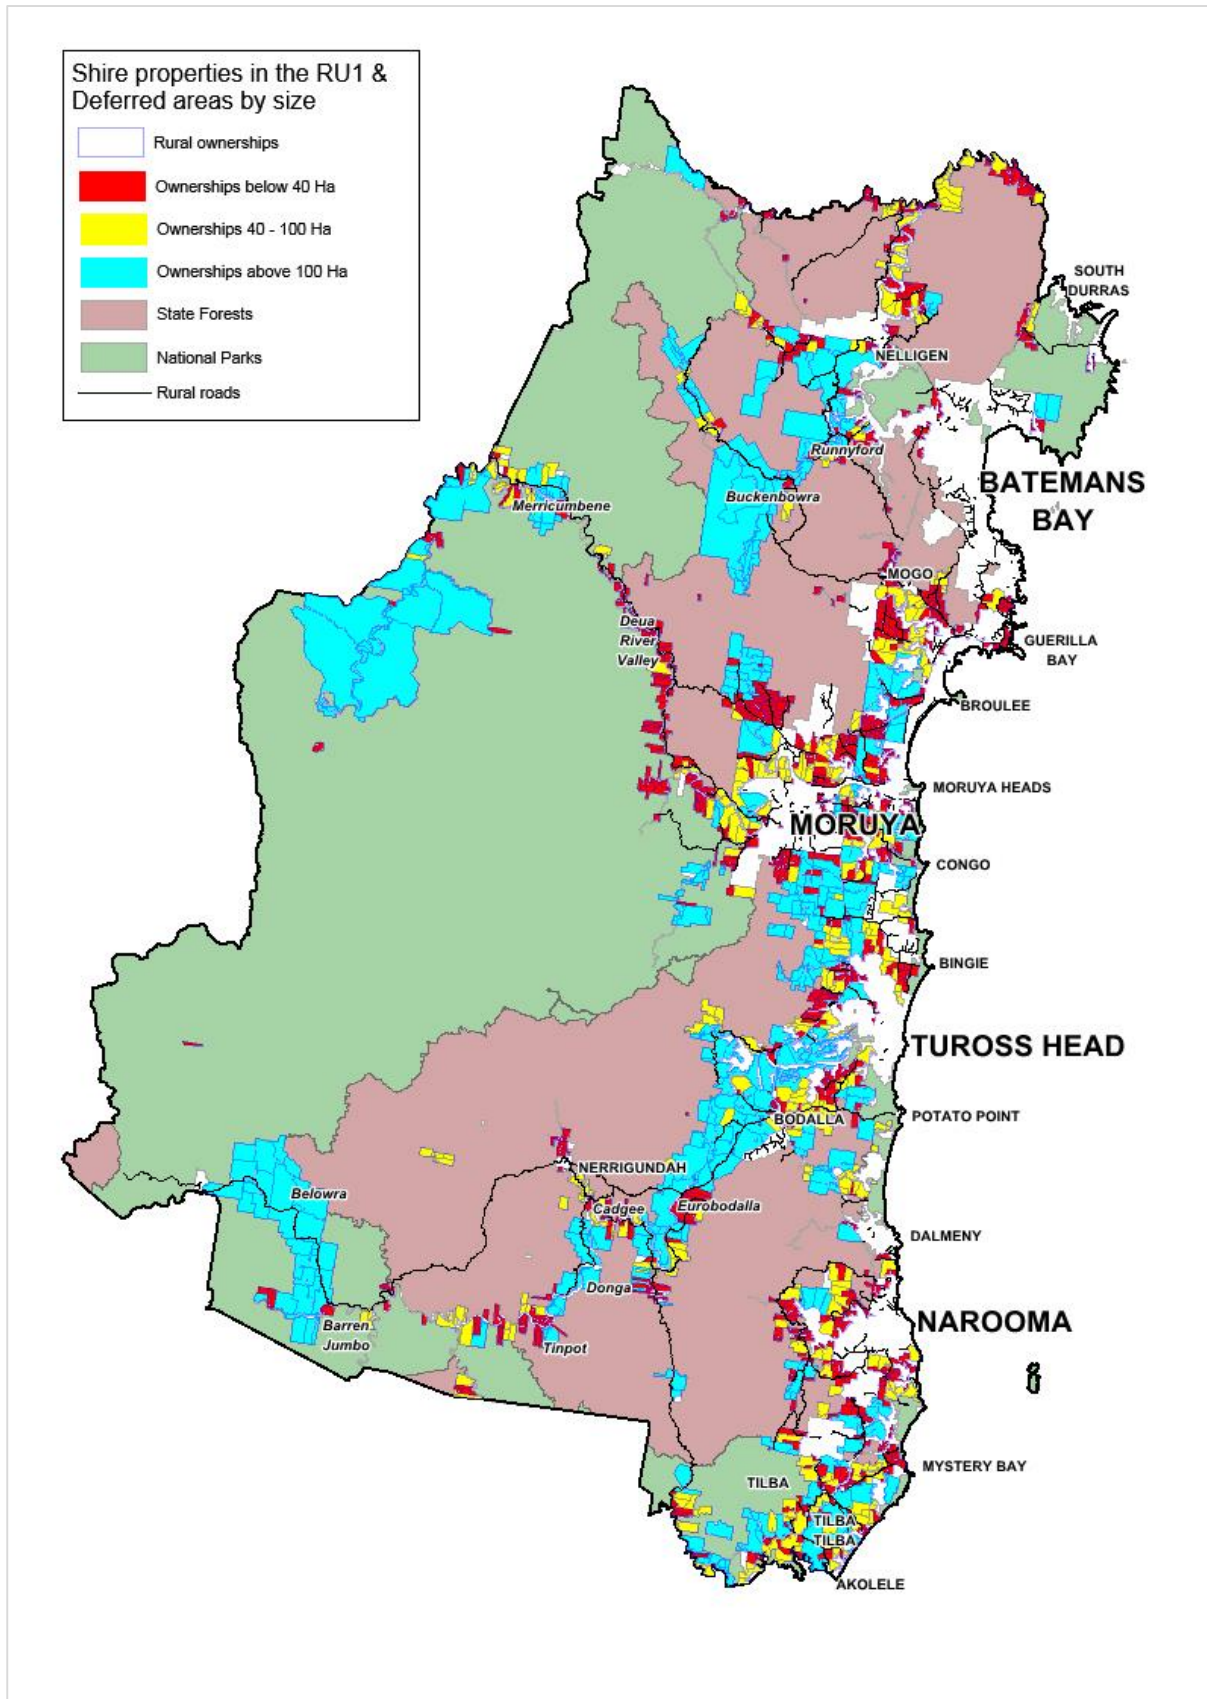 Shire properties in the RU1 &
Deferred areas by size
Rural ownerships
Ownerships below 40 Ha
Ownerships 40 - 100 Ha
Ownerships above 100 Ha
State Forests
National Parks
Rural roads
SOUTH
DURRAS
NELLIGEN
Runnyford
BATEMANS
BAY
Buckenbowra
Merricumbene
MOGO
Deua
River
Valley
GUERILLA
BAY
BROULEE
MORUYA HEADS
MORUYA
CONGO
BINGIE
TUROSS HEAD
POTATO POINT
BODALLA
NERRIGUNDAH
Belowra
Cadgee
Eurobodalla
DALMENY
Donga
NAROOMA
Barren
Jumbo
Tinpot
MYSTERY BAY
TILBA
TILBA
TILBA
AKOLELE